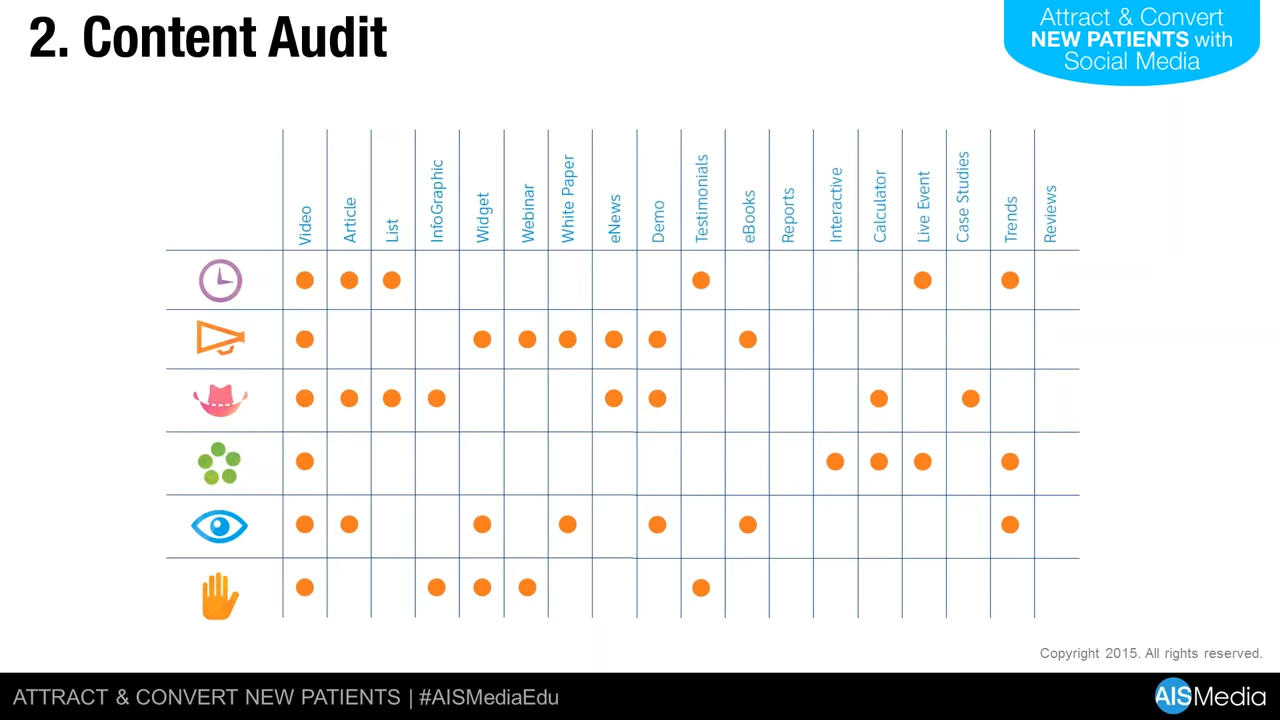 2. Content Audit
Attract & Convert
NEW PATIENTS with
Social Media
Video
Article
List
InfoGraphic
Widget
Webinar
White Paper
eNews
Demo
Testimonials
eBooks
Reports
Interactive
Calculator
Live Event
Case Studies
Trends
Reviews
Copyright 2015. All rights reserved.
ATTRACT & CONVERT NEW PATIENTS | #AISMediaEdu
AISMedia